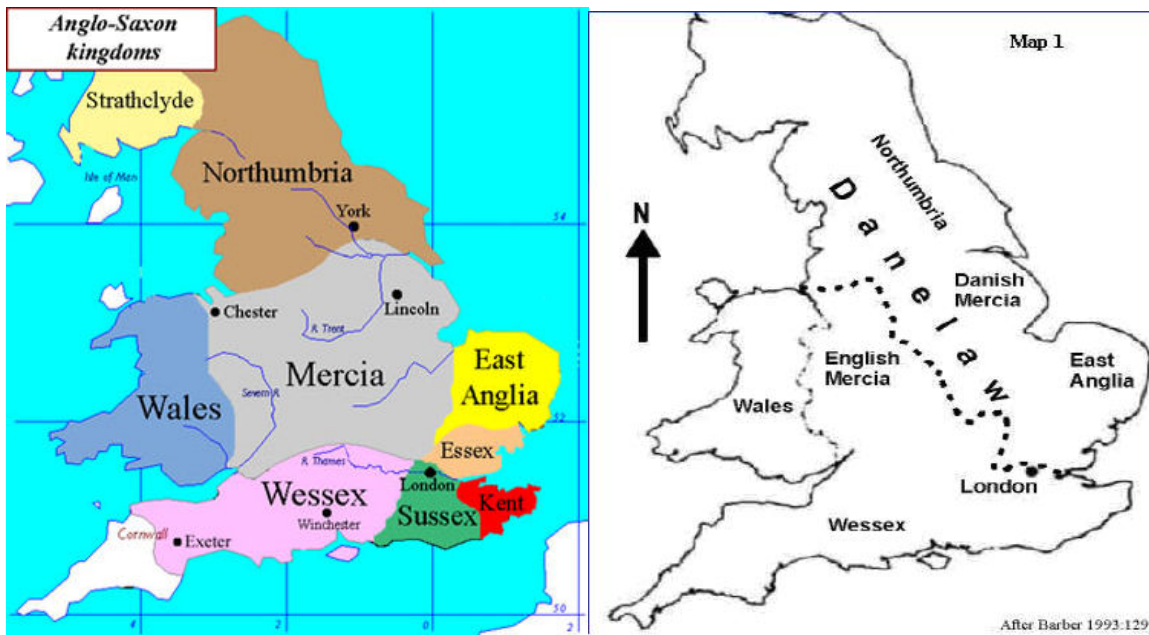 Anglo-Saxon
kingdoms
Strathclyde
Isle of Man
Northumbria
York
54
Chester
Lincoln
R. Trent
Mercia
East
Anglia
Severn R.
Wales
52
Essex
R. Thames
London
Wessex
Kent
Winchester
Sussex
Cornwall
Exeter
50
4
2
0
2
Map 1
Northumbria
Danelaw
N
Danish
Mercia
English
Mercia
East
Anglia
Wales
London
Wessex
After Barber 1993:129